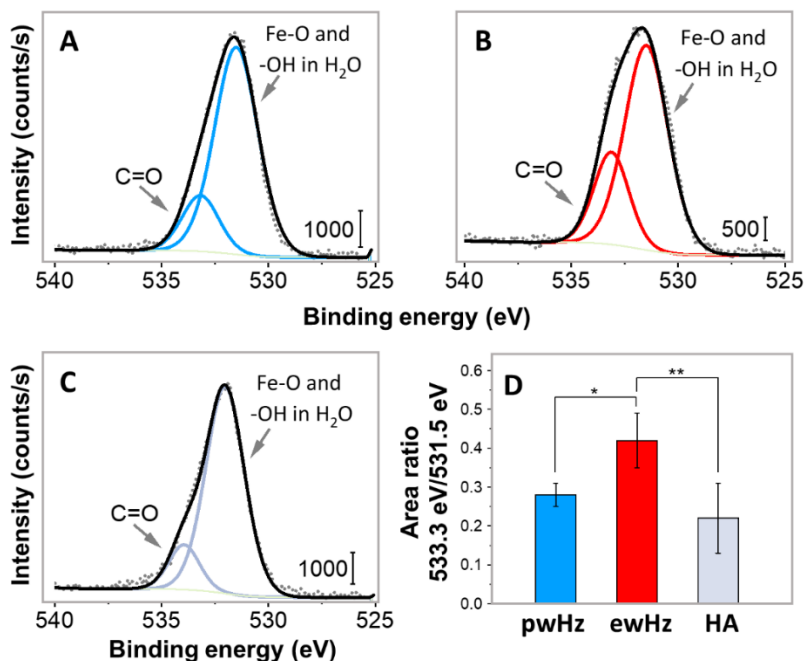 A
Fe-O and
-OH in H₂O
C=O
1000
Intensity (counts/s)
540 535 530 525
B
Fe-O and
-OH in H₂O
C=O
500
540 535 530 525
Binding energy (eV)
C
Fe-O and
-OH in H₂O
C=O
1000
Intensity (counts/s)
540 535 530 525
Binding energy (eV)
D
Area ratio
533.3 eV/531.5 eV
0.6
0.5
0.4
0.3
0.2
0.1
0.0
*
**
pwHz ewHz HA